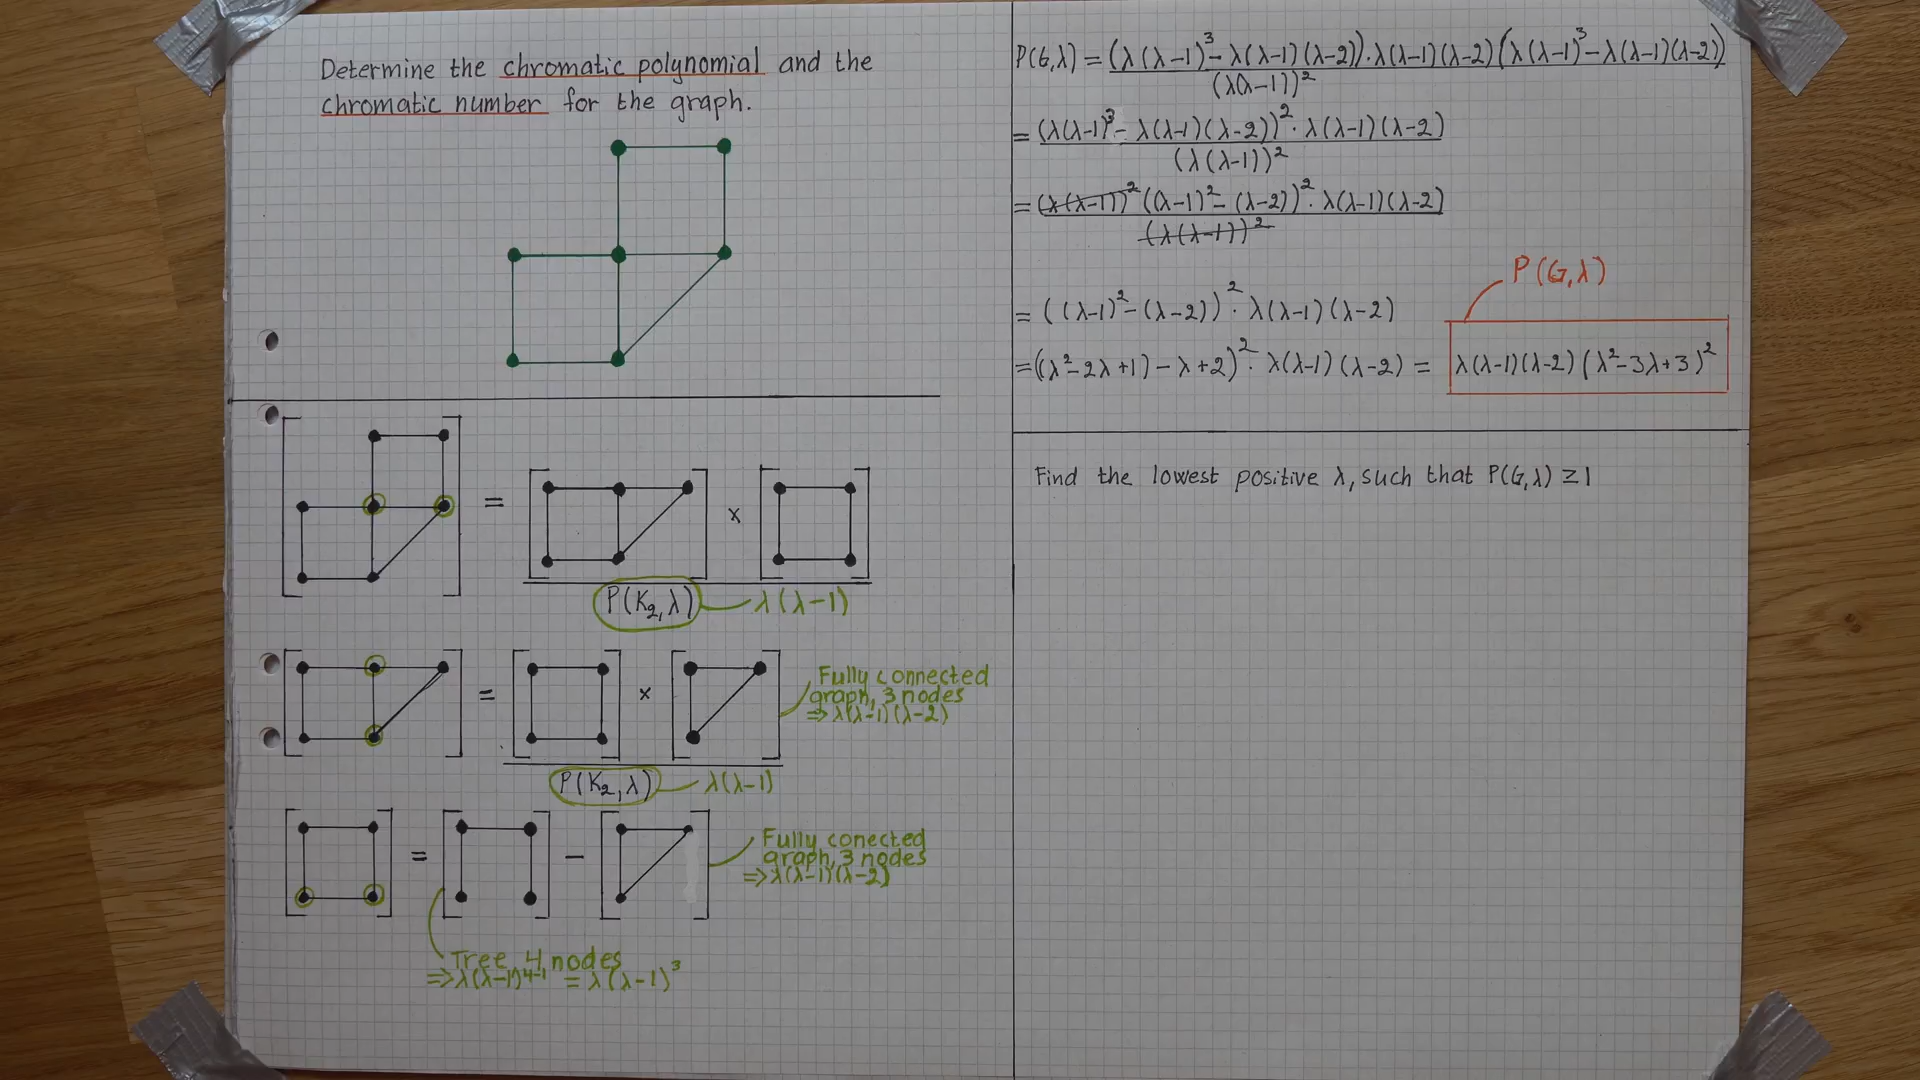 Determine the chromatic polynomial and the
chromatic number for the graph.
P(K₂,λ) λ(λ-1)
Fully connected
graph, 3 nodes
⇒ λ(λ-1)(λ-2)
P(K₂,λ) λ(λ-1)
Fully conected
graph, 3 nodes
⇒ λ(λ-1)(λ-2)
Tree 4 nodes
⇒ λ(λ-1)⁴⁻¹ = λ(λ-1)³
P(G,λ) = (λ(λ-1)³ - λ(λ-1)(λ-2))·λ(λ-1)(λ-2)(λ(λ-1)³ - λ(λ-1)(λ-2))
(λ(λ-1))²
= (λ(λ-1)³ - λ(λ-1)(λ-2))² · λ(λ-1)(λ-2)
(λ(λ-1))²
= (λ(λ-1))² ((λ-1)² - (λ-2))² · λ(λ-1)(λ-2)
(λ(λ-1))²
P(G,λ)
= ((λ-1)² - (λ-2))² · λ(λ-1)(λ-2)
= ((λ²-2λ+1) - λ+2)² · λ(λ-1)(λ-2) = λ(λ-1)(λ-2)(λ²-3λ+3)²
Find the lowest positive λ, such that P(G,λ) ≥ 1